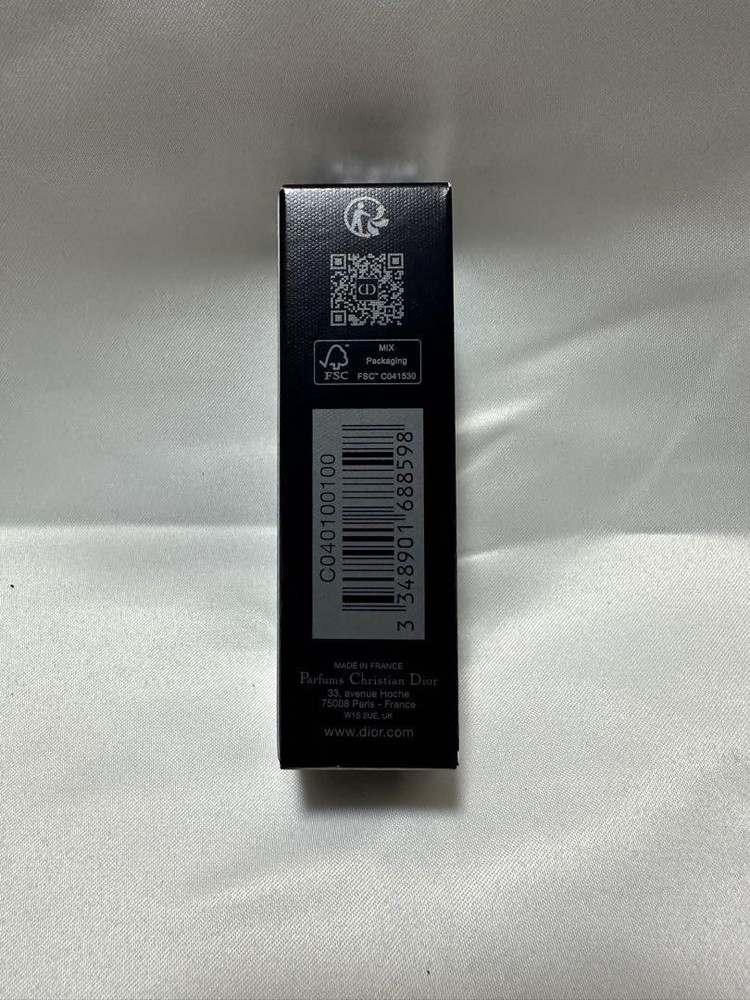 CD
MIX
Packaging
FSC
FSC™ C041530
C040100100
3 348901 688598
MADE IN FRANCE
Parfums Christian Dior
33, avenue Hoche
75008 Paris - France
W1S 2UE, UK
www.dior.com